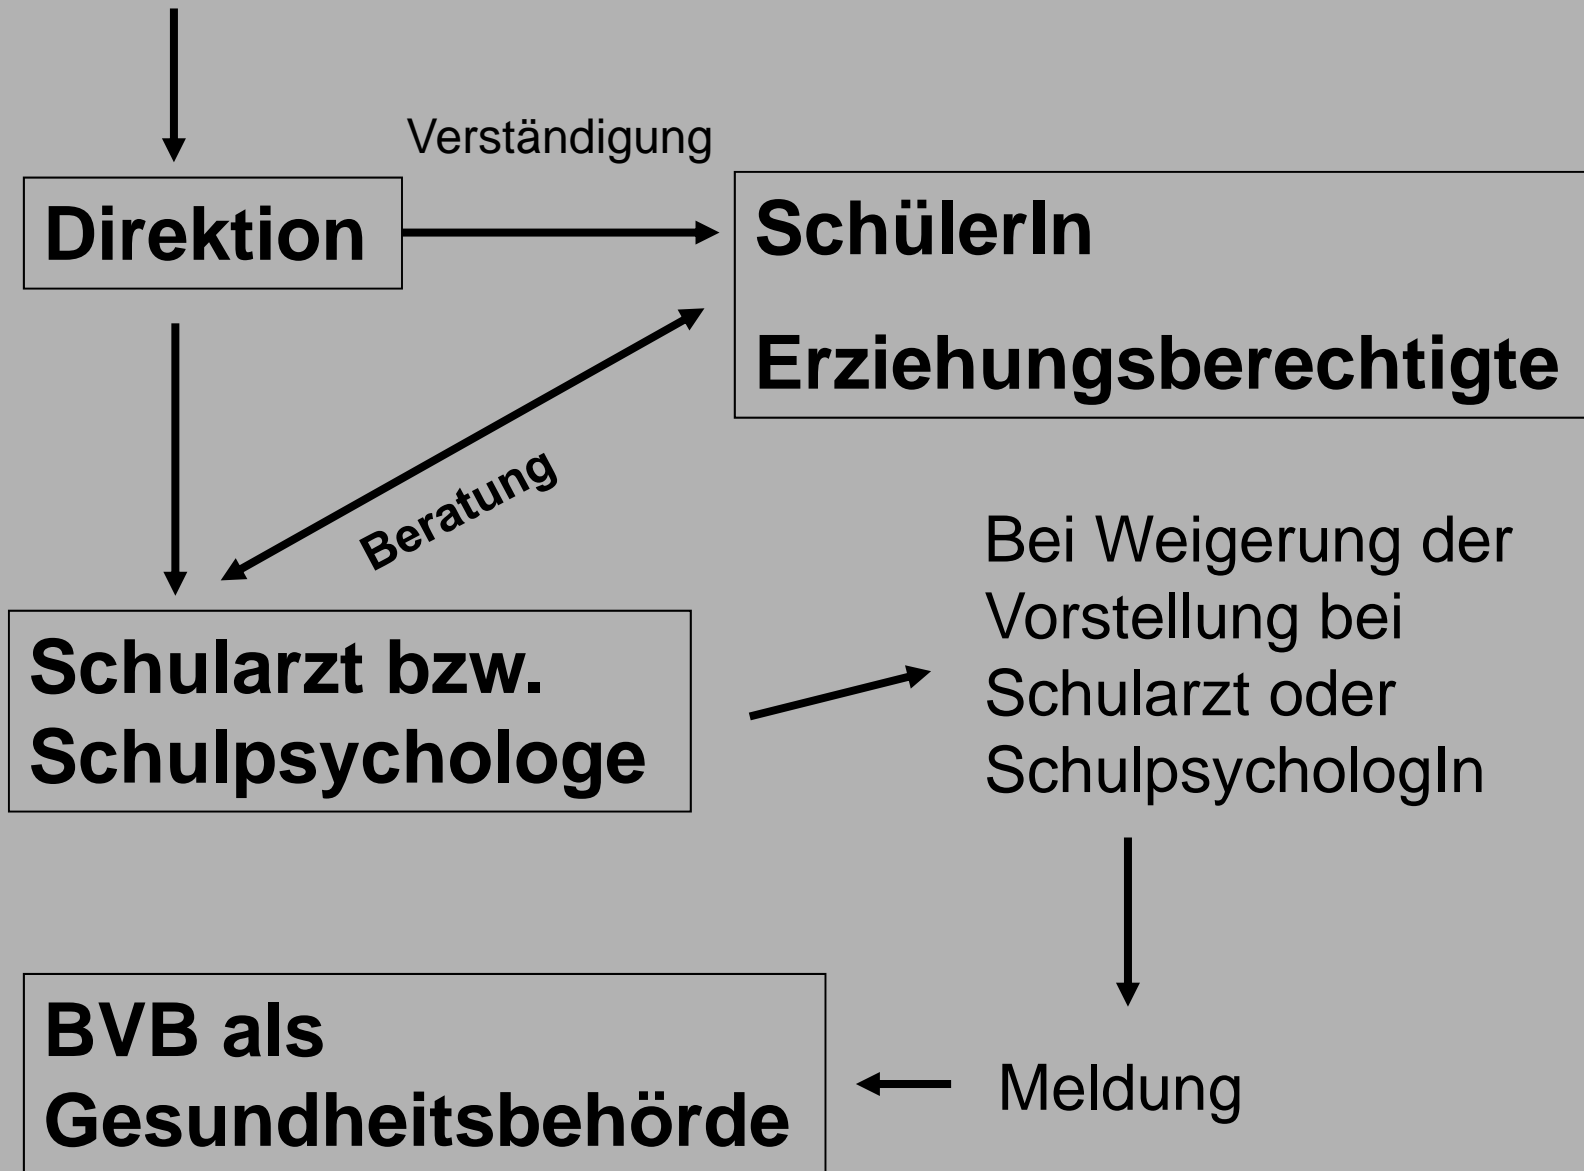 Verständigung
Direktion
SchülerIn
Erziehungsberechtigte
Beratung
Schularzt bzw.
Schulpsychologe
Bei Weigerung der
Vorstellung bei
Schularzt oder
SchulpsychologIn
Meldung
BVB als
Gesundheitsbehörde